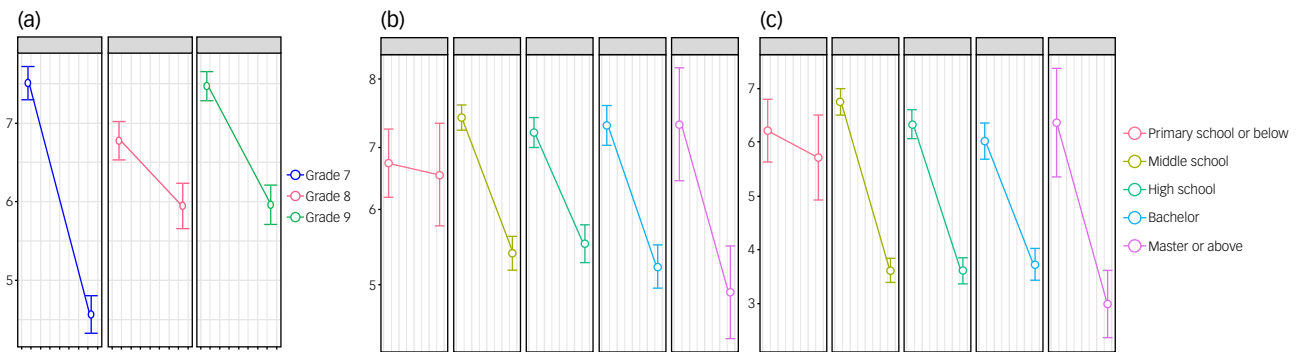 (a)
7
6
5
Grade 7
Grade 8
Grade 9
(b)
8
7
6
5
(c)
7
6
5
4
3
Primary school or below
Middle school
High school
Bachelor
Master or above